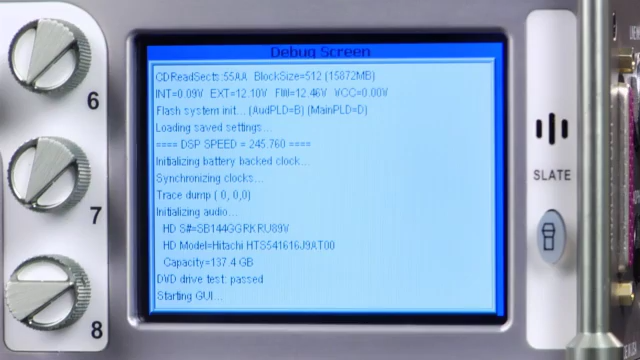 Debug Screen
CDReadSects:55AA BlockSize=512 (15872MB)
INT=0.09V EXT=12.10V FWI=12.46V VCC=0.00V
Flash system init... (AudPLD=B) (MainPLD=D)
Loading saved settings...
==== DSP SPEED = 245.760 ====
Initializing battery backed clock...
Synchronizing clocks...
Trace dump ( 0, 0,0)
Initializing audio...
HD S#=SB144GGRKRU89V
HD Model=Hitachi HTS541616J9AT00
Capacity=137.4 GB
DVD drive test: passed
Starting GUI...
6
7
8
SLATE